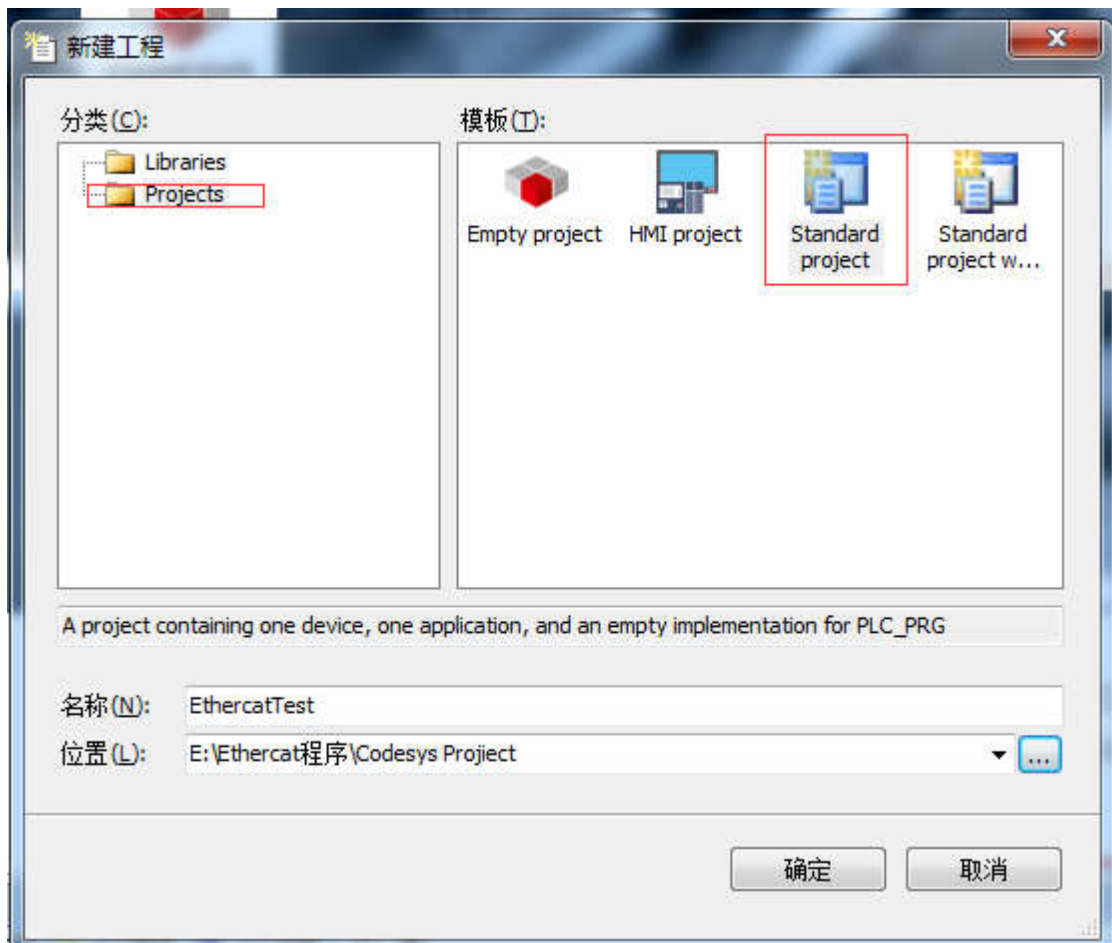 新建工程
分类(C):
模板(T):
Libraries
Projects
Empty project
HMI project
Standard
project
Standard
project w...
A project containing one device, one application, and an empty implementation for PLC_PRG
名称(N):
EthercatTest
位置(L):
E:\Ethercat程序\Codesys Projiect
...
确定
取消